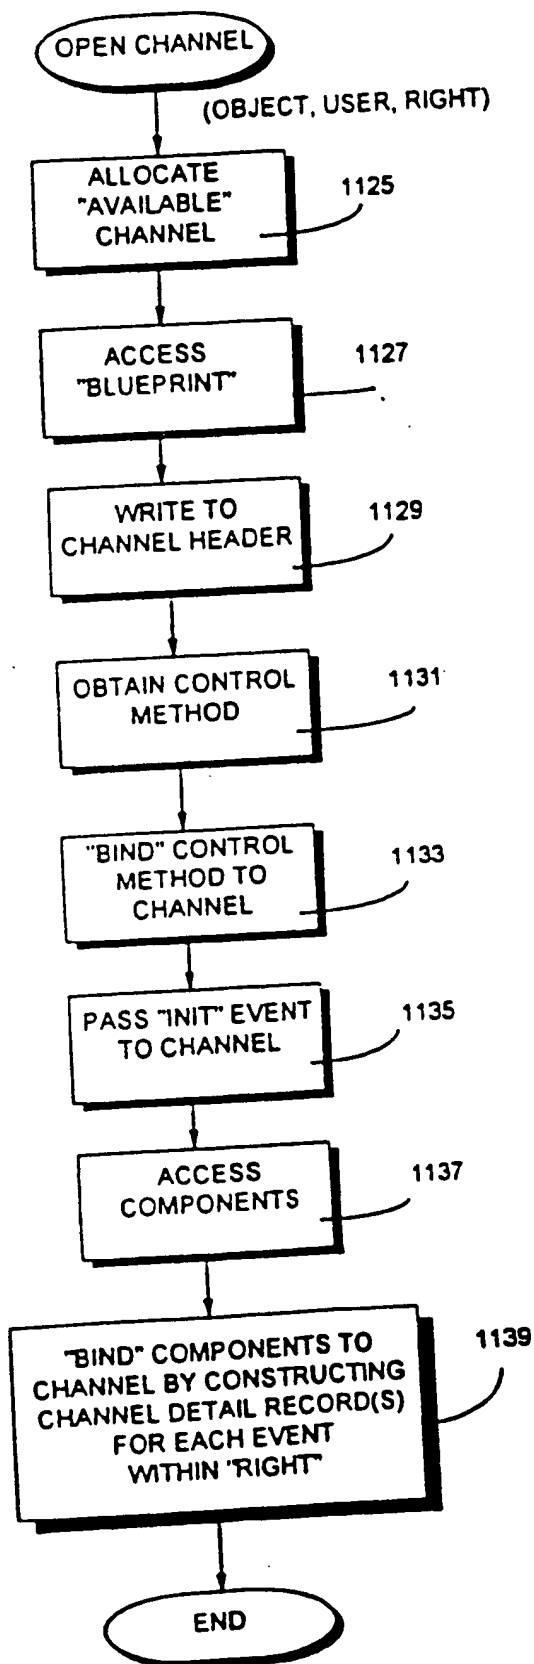 OPEN CHANNEL
(OBJECT, USER, RIGHT)
ALLOCATE
"AVAILABLE"
CHANNEL
1125
ACCESS
"BLUEPRINT"
1127
WRITE TO
CHANNEL HEADER
1129
OBTAIN CONTROL
METHOD
1131
"BIND" CONTROL
METHOD TO
CHANNEL
1133
PASS "INIT" EVENT
TO CHANNEL
1135
ACCESS
COMPONENTS
1137
"BIND" COMPONENTS TO
CHANNEL BY CONSTRUCTING
CHANNEL DETAIL RECORD(S)
FOR EACH EVENT
WITHIN "RIGHT"
1139
END